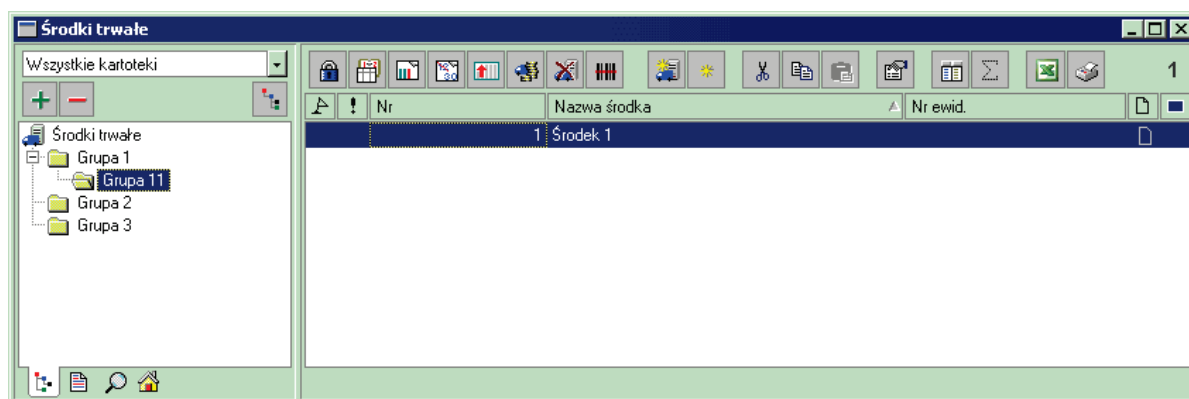 Środki trwałe
Wszystkie kartoteki
1
! Nr Nazwa środka Nr ewid.
Środki trwałe
1 Środek 1
Grupa 1
Grupa 11
Grupa 2
Grupa 3